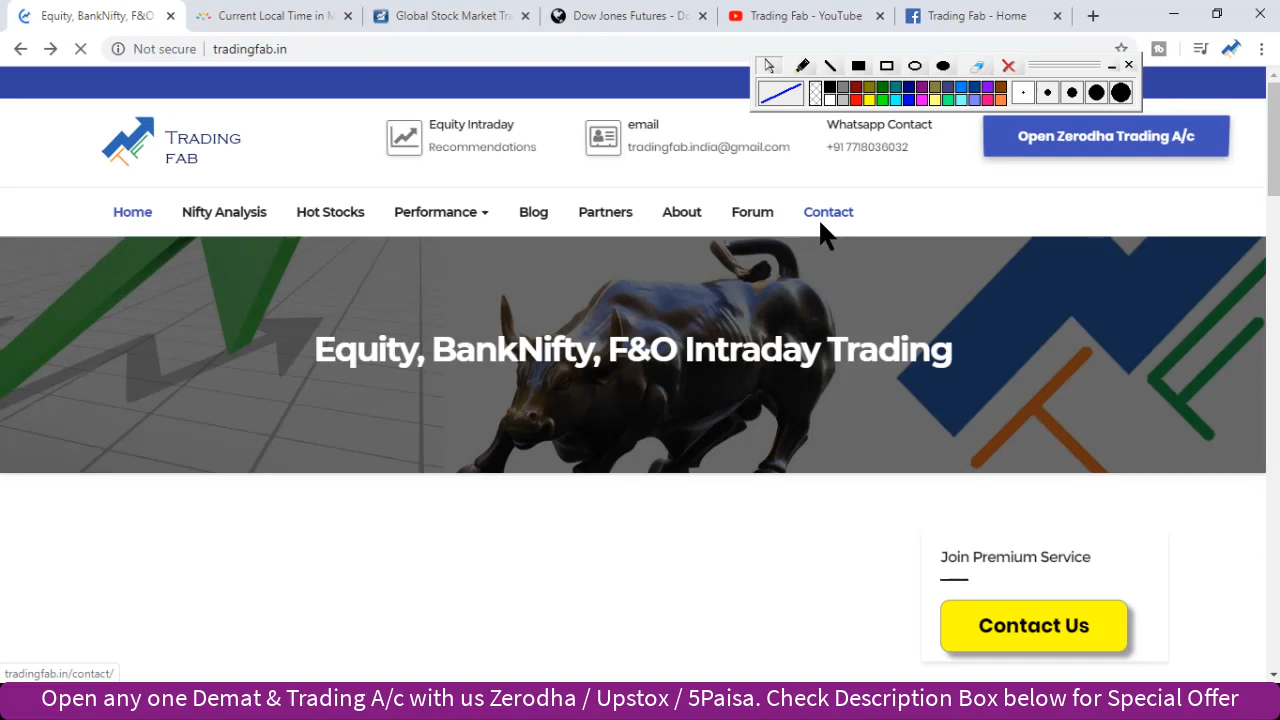 Equity, BankNifty, F&O
Current Local Time in M
Global Stock Market Tra
Dow Jones Futures - Do
Trading Fab - YouTube
Trading Fab - Home
Not secure
tradingfab.in
TRADING
FAB
Equity Intraday
Recommendations
email
tradingfab.india@gmail.com
Whatsapp Contact
+91 7718036032
Open Zerodha Trading A/c
Home
Nifty Analysis
Hot Stocks
Performance
Blog
Partners
About
Forum
Contact
Equity, BankNifty, F&O Intraday Trading
Join Premium Service
Contact Us
tradingfab.in/contact/
Open any one Demat & Trading A/c with us Zerodha / Upstox / 5Paisa. Check Description Box below for Special Offer